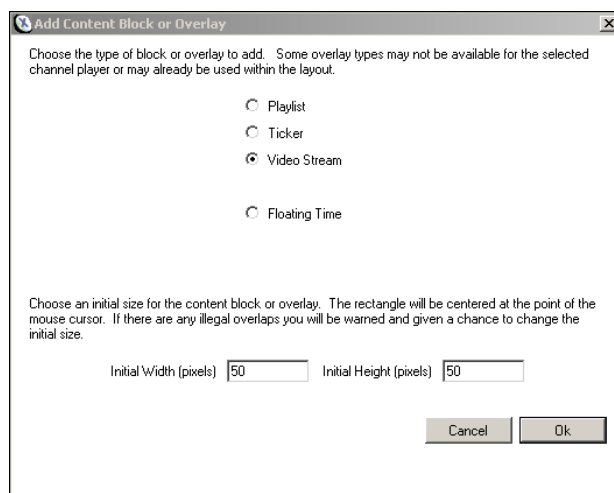 Add Content Block or Overlay
Choose the type of block or overlay to add. Some overlay types may not be available for the selected
channel player or may already be used within the layout.
Playlist
Ticker
Video Stream
Floating Time
Choose an initial size for the content block or overlay. The rectangle will be centered at the point of the
mouse cursor. If there are any illegal overlaps you will be warned and given a chance to change the
initial size.
Initial Width (pixels) 50 Initial Height (pixels) 50
Cancel Ok